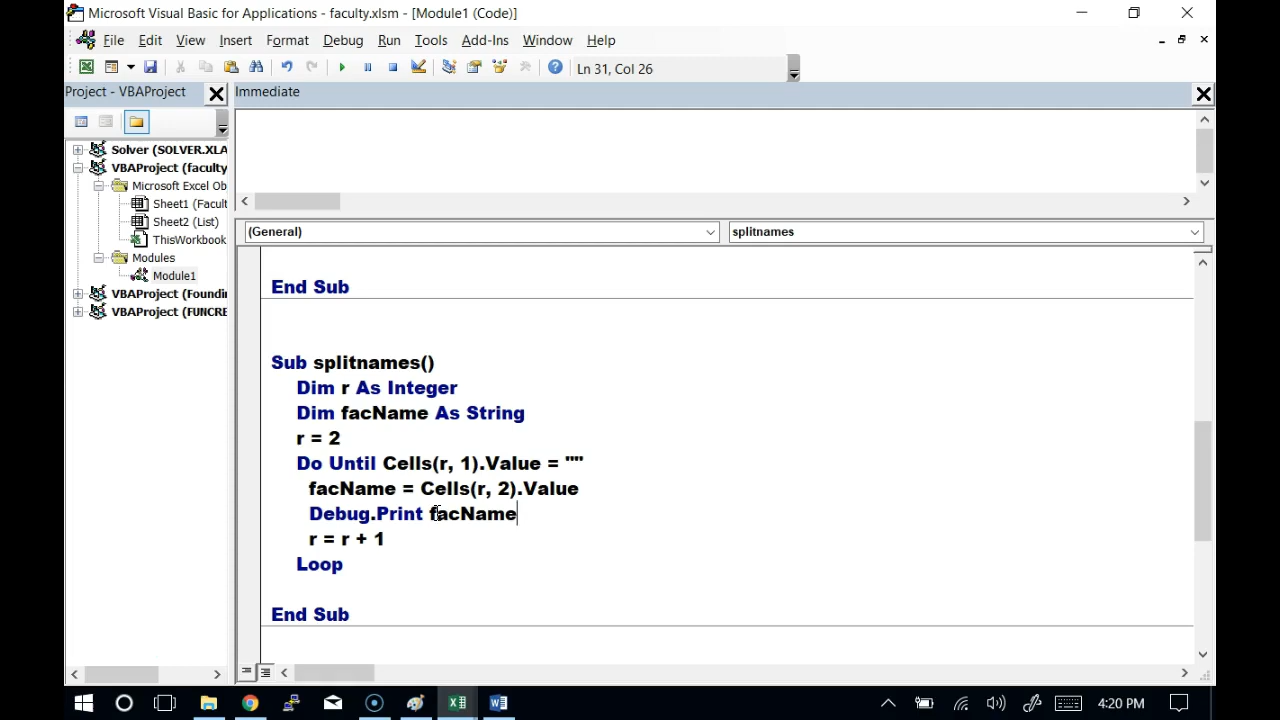 Microsoft Visual Basic for Applications - faculty.xlsm - [Module1 (Code)]
File Edit View Insert Format Debug Run Tools Add-Ins Window Help
Ln 31, Col 26
Project - VBAProject
Immediate
Solver (SOLVER.XLA
VBAProject (faculty
Microsoft Excel Ob
Sheet1 (Facult
Sheet2 (List)
ThisWorkbook
Modules
Module1
VBAProject (Foundin
VBAProject (FUNCRE
(General)
splitnames
End Sub
Sub splitnames()
Dim r As Integer
Dim facName As String
r = 2
Do Until Cells(r, 1).Value = ""
facName = Cells(r, 2).Value
Debug.Print facName
r = r + 1
Loop
End Sub
4:20 PM